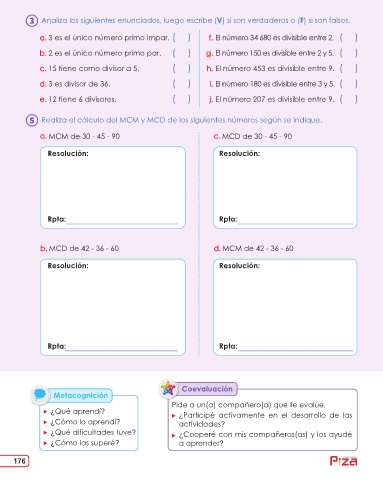 3 Analiza los siguientes enunciados, luego escribe (V) si son verdaderos o (F) si son falsos.
a. 3 es el único número primo impar. ( )
b. 2 es el único número primo par. ( )
c. 15 tiene como divisor a 5. ( )
d. 3 es divisor de 36. ( )
e. 12 tiene 6 divisores. ( )
f. El número 34 680 es divisible entre 2. ( )
g. El número 150 es divisible entre 2 y 5. ( )
h. El número 453 es divisible entre 9. ( )
i. El número 180 es divisible entre 3 y 5. ( )
j. El número 207 es divisible entre 9. ( )
5 Realiza el cálculo del MCM y MCD de los siguientes números según se indique.
a. MCM de 30 - 45 - 90
Resolución:
Rpta:
c. MCD de 30 - 45 - 90
Resolución:
Rpta:
b. MCD de 42 - 36 - 60
Resolución:
Rpta:
d. MCM de 42 - 36 - 60
Resolución:
Rpta:
Metacognición
¿Qué aprendí?
¿Cómo lo aprendí?
¿Qué dificultades tuve?
¿Cómo las superé?
Coevaluación
Pide a un(a) compañero(a) que te evalúe.
¿Participé activamente en el desarrollo de las
actividades?
¿Cooperé con mis compañeros(as) y los ayudé
a aprender?
176